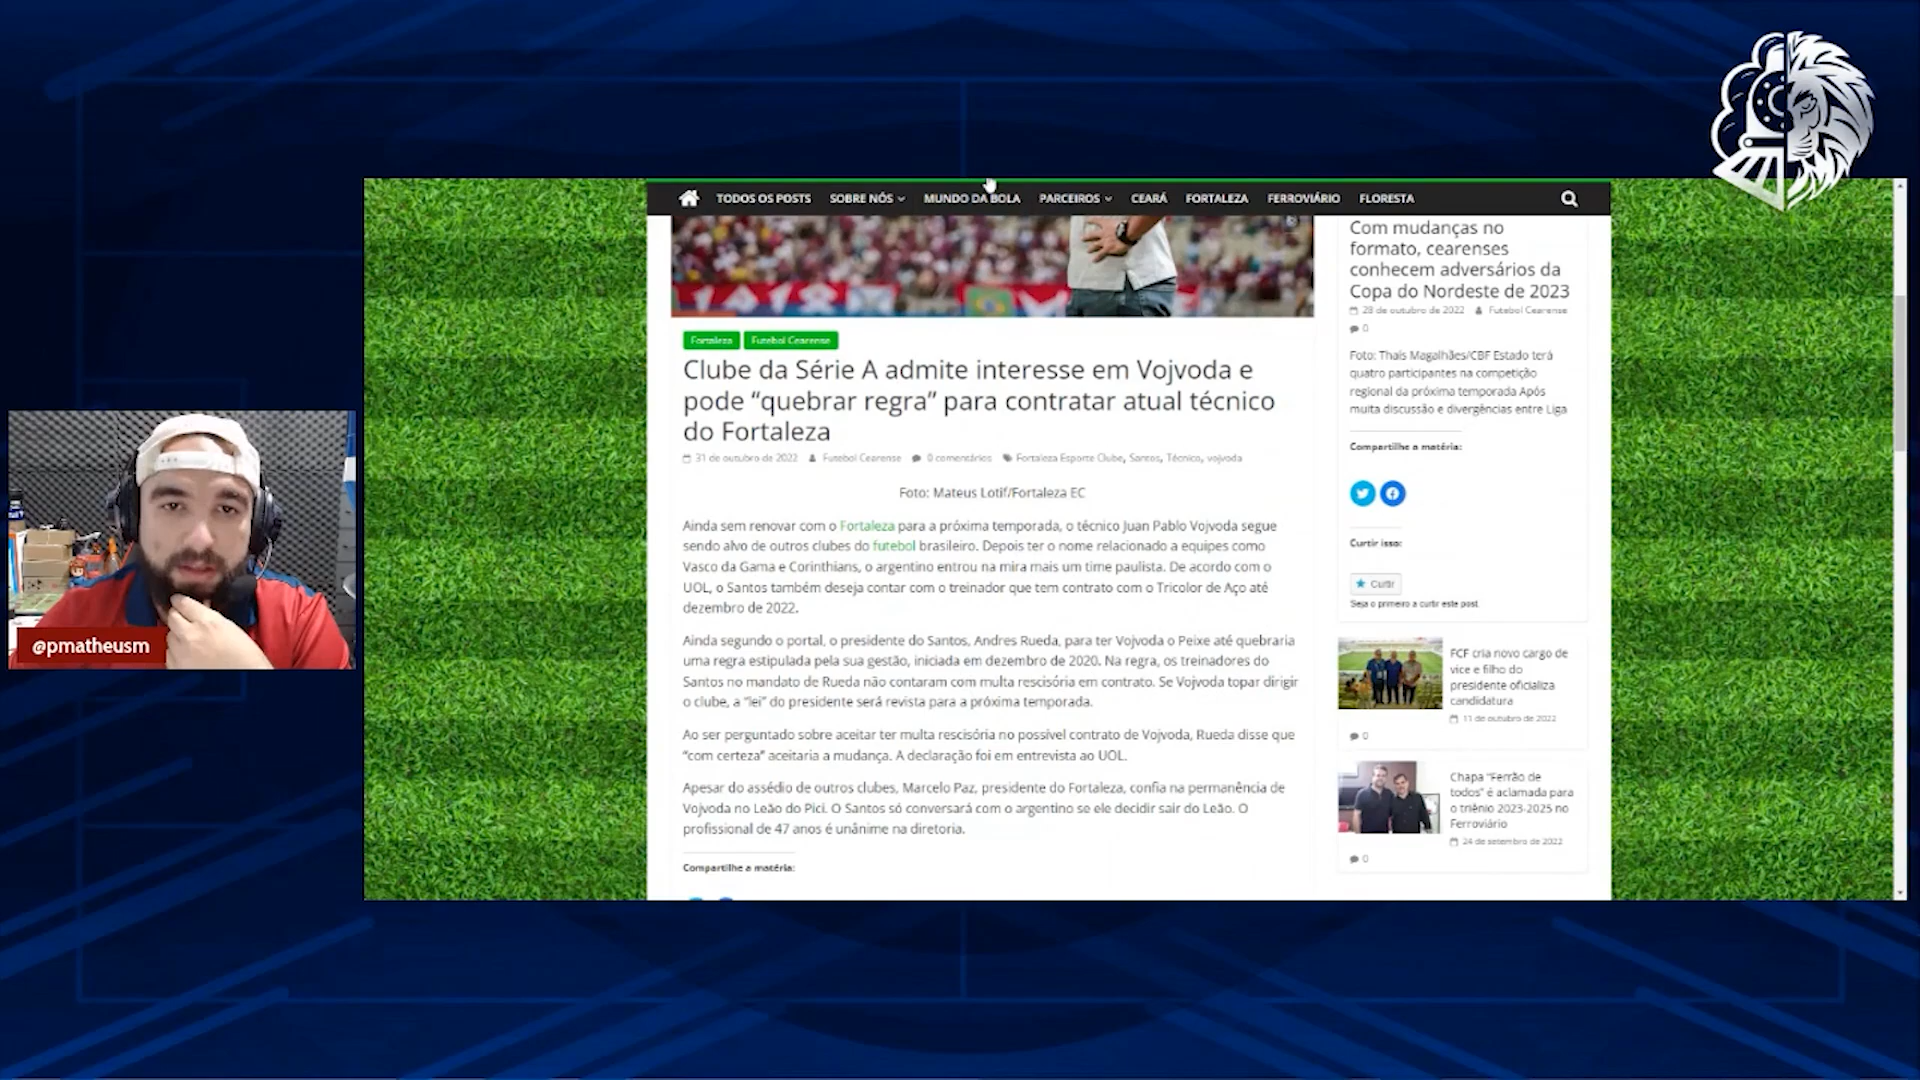 TODOS OS POSTS SOBRE NÓS MUNDO DA BOLA PARCEIROS CEARÁ FORTALEZA FERROVIÁRIO FLORESTA
Fortaleza Futebol Cearense
Clube da Série A admite interesse em Vojvoda e
pode “quebrar regra” para contratar atual técnico
do Fortaleza
31 de outubro de 2022 Futebol Cearense 0 comentários Fortaleza Esporte Clube, Santos, Técnico, vojvoda
Foto: Mateus Lotif/Fortaleza EC
Ainda sem renovar com o Fortaleza para a próxima temporada, o técnico Juan Pablo Vojvoda segue
sendo alvo de outros clubes do futebol brasileiro. Depois ter o nome relacionado a equipes como
Vasco da Gama e Corinthians, o argentino entrou na mira mais um time paulista. De acordo com o
UOL, o Santos também deseja contar com o treinador que tem contrato com o Tricolor de Aço até
dezembro de 2022.
Ainda segundo o portal, o presidente do Santos, Andres Rueda, para ter Vojvoda o Peixe até quebraria
uma regra estipulada pela sua gestão, iniciada em dezembro de 2020. Na regra, os treinadores do
Santos no mandato de Rueda não contaram com multa rescisória em contrato. Se Vojvoda topar dirigir
o clube, a “lei” do presidente será revista para a próxima temporada.
Ao ser perguntado sobre aceitar ter multa rescisória no possível contrato de Vojvoda, Rueda disse que
“com certeza” aceitaria a mudança. A declaração foi em entrevista ao UOL.
Apesar do assédio de outros clubes, Marcelo Paz, presidente do Fortaleza, confia na permanência de
Vojvoda no Leão do Pici. O Santos só conversará com o argentino se ele decidir sair do Leão. O
profissional de 47 anos é unânime na diretoria.
Compartilhe a matéria:
Com mudanças no
formato, cearenses
conhecem adversários da
Copa do Nordeste de 2023
28 de outubro de 2022 Futebol Cearense
0
Foto: Thais Magalhães/CBF Estado terá
quatro participantes na competição
regional da próxima temporada Após
muita discussão e divergências entre Liga
Compartilhe a matéria:
Curtir isso:
Curtir
Seja o primeiro a curtir este post.
FCF cria novo cargo de
vice e filho do
presidente oficializa
candidatura
11 de outubro de 2022
0
Chapa “Ferrão de
todos” é aclamada para
o triênio 2023-2025 no
Ferroviário
24 de setembro de 2022
0
@pmatheusm